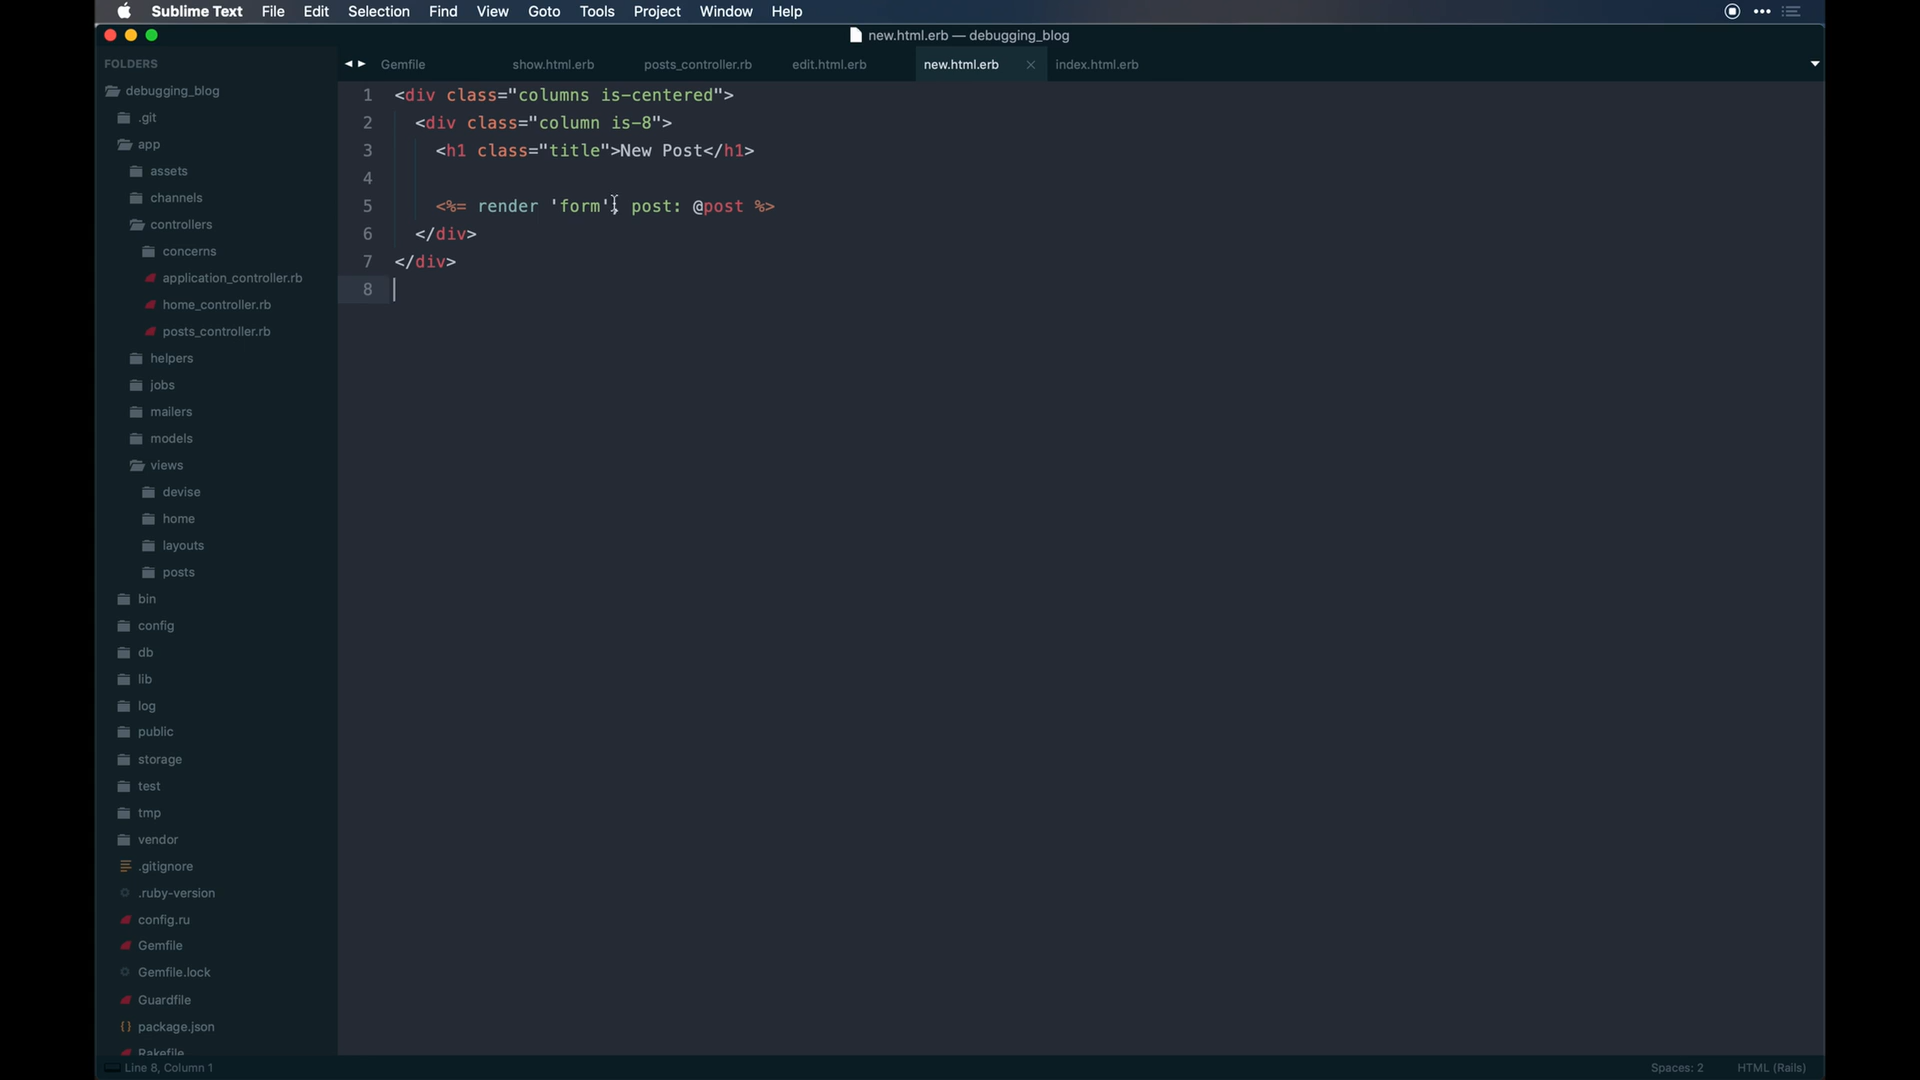 Sublime Text File Edit Selection Find View Goto Tools Project Window Help
new.html.erb — debugging_blog
FOLDERS
debugging_blog
.git
app
assets
channels
controllers
concerns
application_controller.rb
home_controller.rb
posts_controller.rb
helpers
jobs
mailers
models
views
devise
home
layouts
posts
bin
config
db
lib
log
public
storage
test
tmp
vendor
.gitignore
.ruby-version
config.ru
Gemfile
Gemfile.lock
Guardfile
package.json
Rakefile
Gemfile show.html.erb posts_controller.rb edit.html.erb new.html.erb index.html.erb
1 <div class="columns is-centered">
2 <div class="column is-8">
3 <h1 class="title">New Post</h1>
4
5 <%= render 'form', post: @post %>
6 </div>
7 </div>
8
Line 8, Column 1
Spaces: 2 HTML (Rails)